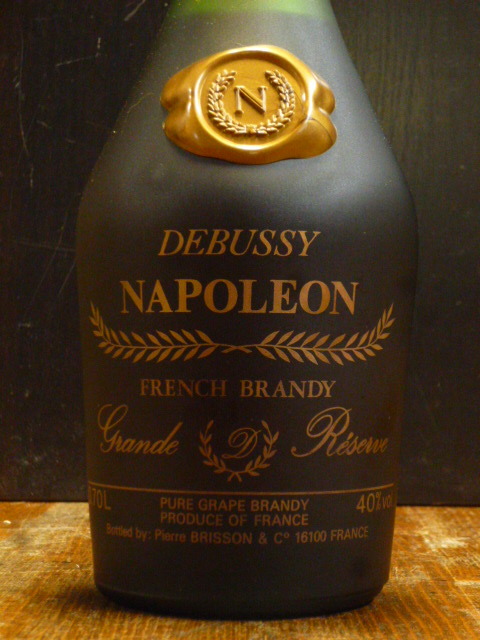 N
DEBUSSY
NAPOLEON
FRENCH BRANDY
Grande D Réserve
70L 40% vol
PURE GRAPE BRANDY
PRODUCE OF FRANCE
Bottled by: Pierre BRISSON & Co 16100 FRANCE